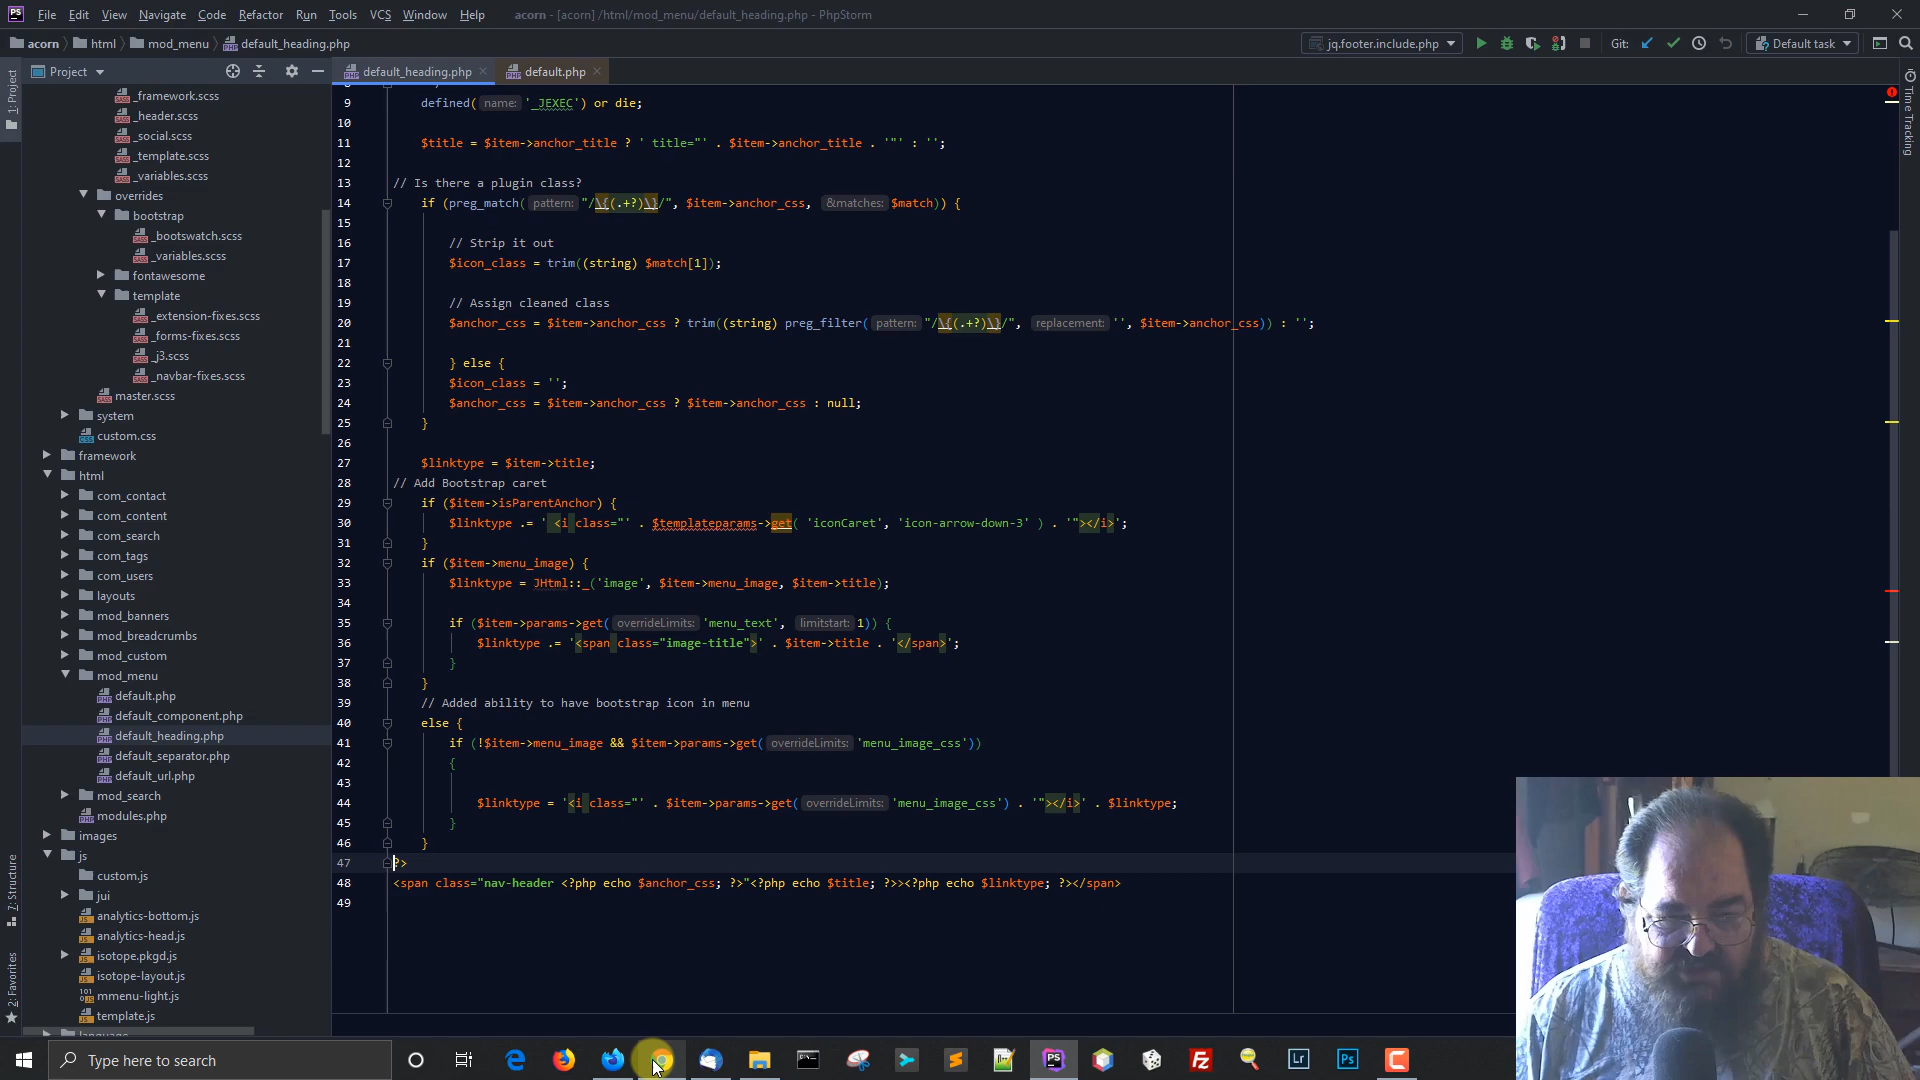 File Edit View Navigate Code Refactor Run Tools VCS Window Help acorn - [acorn] /html/mod_menu/default_heading.php - PhpStorm
acorn html mod_menu default_heading.php jq.footer.include.php Git: Default task
Project default_heading.php default.php
1: Project
7: Structure
2: Favorites
Time Tracking
_framework.scss
_header.scss
_social.scss
_template.scss
_variables.scss
overrides
bootstrap
_bootswatch.scss
_variables.scss
fontawesome
template
_extension-fixes.scss
_forms-fixes.scss
_j3.scss
_navbar-fixes.scss
master.scss
system
custom.css
framework
html
com_contact
com_content
com_search
com_tags
com_users
layouts
mod_banners
mod_breadcrumbs
mod_custom
mod_menu
default.php
default_component.php
default_heading.php
default_separator.php
default_url.php
mod_search
modules.php
images
js
custom.js
jui
analytics-bottom.js
analytics-head.js
isotope.pkgd.js
isotope-layout.js
mmenu-light.js
template.js
language
9 defined( name: '_JEXEC') or die;
10
11 $title = $item->anchor_title ? ' title="' . $item->anchor_title . '"' : '';
12
13 // Is there a plugin class?
14 if (preg_match( pattern: "/\{(.+?)\}/", $item->anchor_css, &matches: $match)) {
15
16 // Strip it out
17 $icon_class = trim((string) $match[1]);
18
19 // Assign cleaned class
20 $anchor_css = $item->anchor_css ? trim((string) preg_filter( pattern: "/\{(.+?)\}/", replacement: '', $item->anchor_css)) : '';
21
22 } else {
23 $icon_class = '';
24 $anchor_css = $item->anchor_css ? $item->anchor_css : null;
25 }
26
27 $linktype = $item->title;
28 // Add Bootstrap caret
29 if ($item->isParentAnchor) {
30 $linktype .= ' <i class="' . $templateparams->get( 'iconCaret', 'icon-arrow-down-3' ) . '"></i>';
31 }
32 if ($item->menu_image) {
33 $linktype = JHtml::_('image', $item->menu_image, $item->title);
34
35 if ($item->params->get( overrideLimits: 'menu_text', limitstart: 1)) {
36 $linktype .= '<span class="image-title">' . $item->title . '</span>';
37 }
38 }
39 // Added ability to have bootstrap icon in menu
40 else {
41 if (!$item->menu_image && $item->params->get( overrideLimits: 'menu_image_css'))
42 {
43
44 $linktype = '<i class="' . $item->params->get( overrideLimits: 'menu_image_css') . '"></i>' . $linktype;
45 }
46 }
47 ?>
48 <span class="nav-header <?php echo $anchor_css; ?>"<?php echo $title; ?>><?php echo $linktype; ?></span>
49
Type here to search